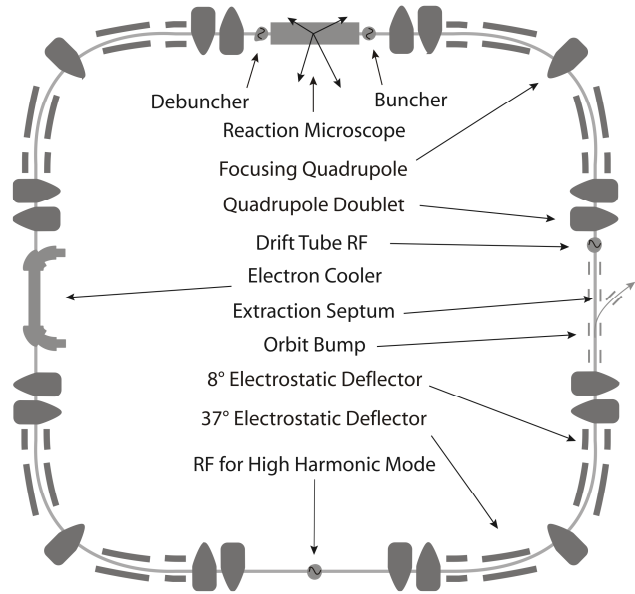 Debuncher
Buncher
Reaction Microscope
Focusing Quadrupole
Quadrupole Doublet
Drift Tube RF
Electron Cooler
Extraction Septum
Orbit Bump
8° Electrostatic Deflector
37° Electrostatic Deflector
RF for High Harmonic Mode